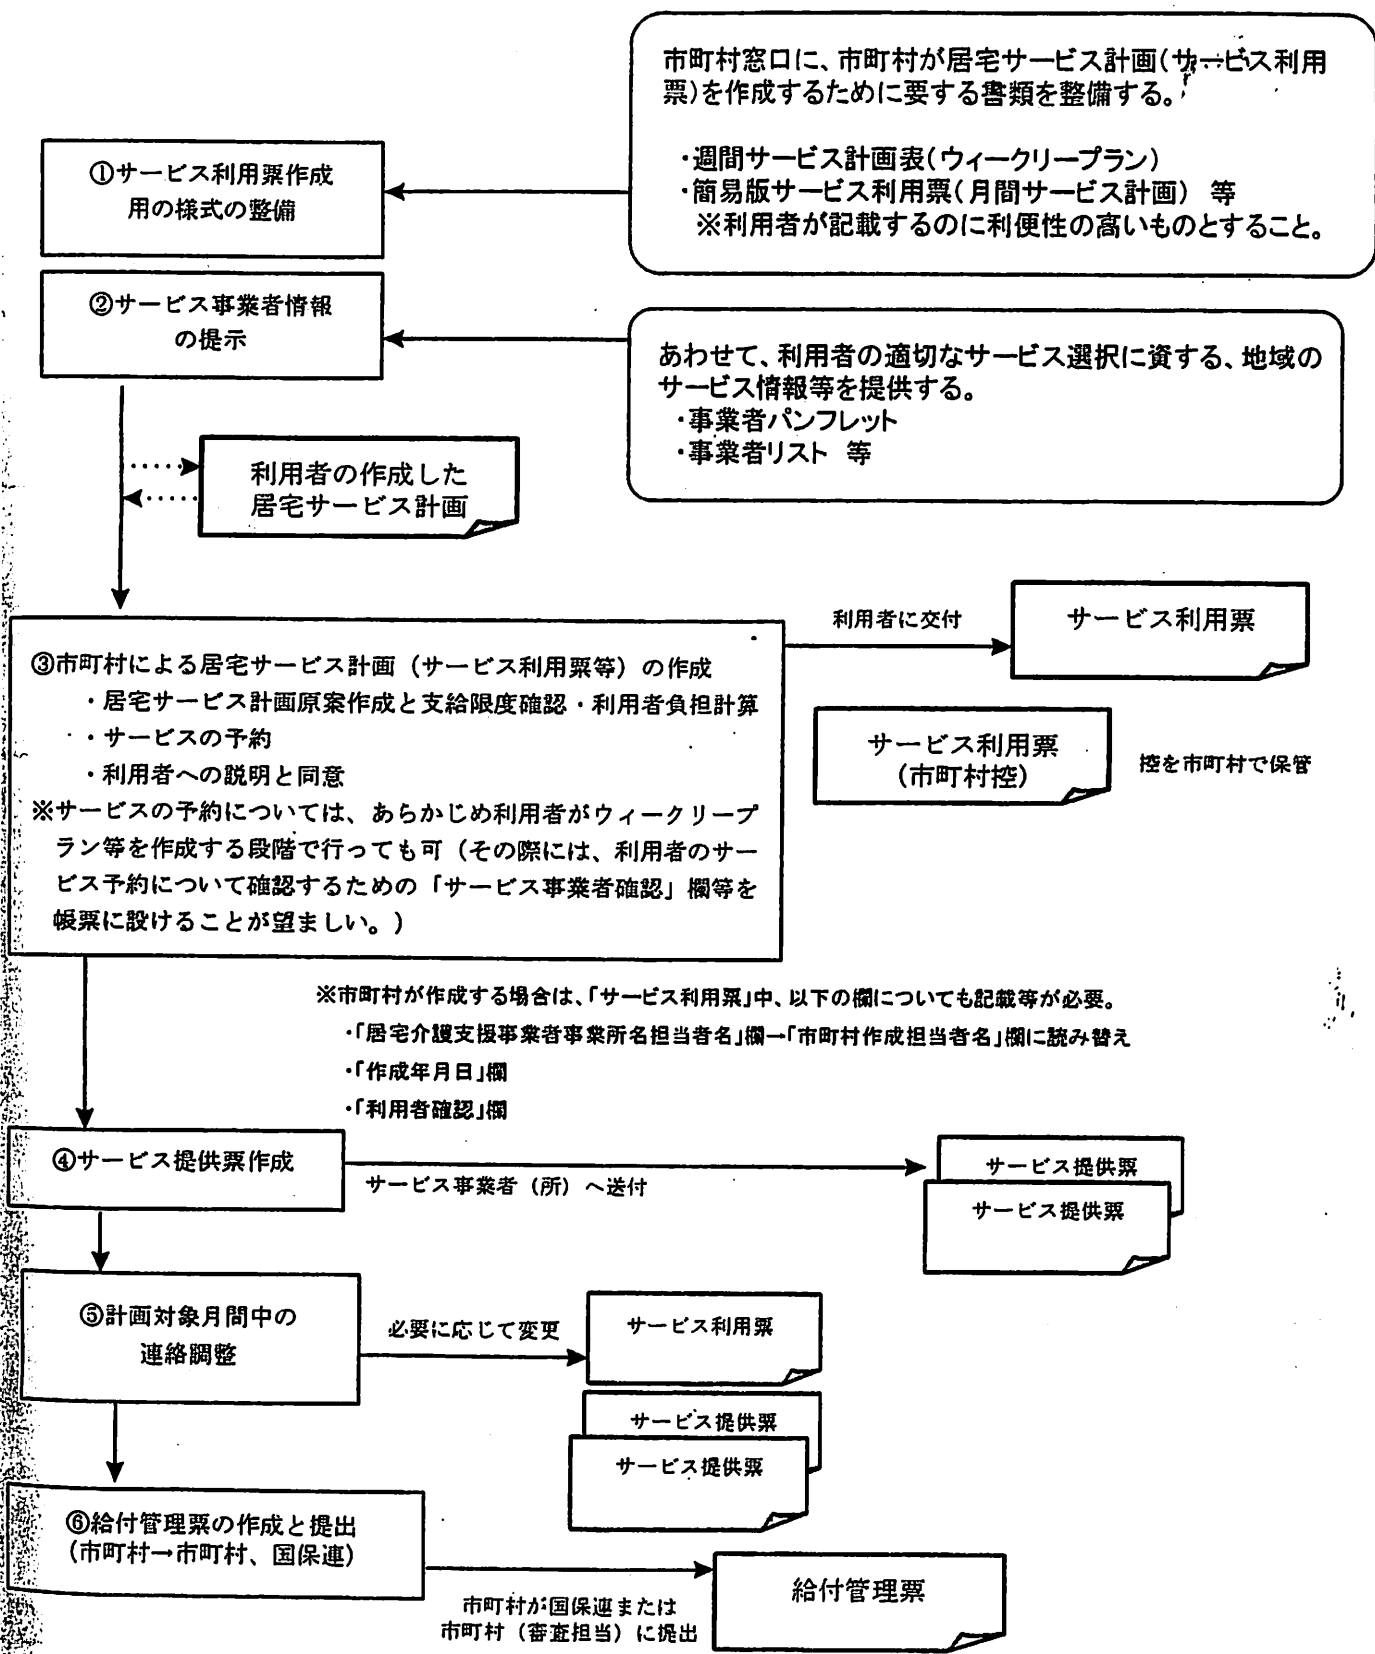 市町村窓口に、市町村が居宅サービス計画(サービス利用
票)を作成するために要する書類を整備する。
・週間サービス計画表(ウィークリープラン)
・簡易版サービス利用票(月間サービス計画) 等
※利用者が記載するのに利便性の高いものとすること。
①サービス利用票作成
用の様式の整備
②サービス事業者情報
の提示
あわせて、利用者の適切なサービス選択に資する、地域の
サービス情報等を提供する。
・事業者パンフレット
・事業者リスト 等
利用者の作成した
居宅サービス計画
③市町村による居宅サービス計画(サービス利用票等)の作成
・居宅サービス計画原案作成と支給限度確認・利用者負担計算
・サービスの予約
・利用者への説明と同意
※サービスの予約については、あらかじめ利用者がウィークリープ
ラン等を作成する段階で行っても可(その際には、利用者のサー
ビス予約について確認するための「サービス事業者確認」欄等を
帳票に設けることが望ましい。)
利用者に交付
サービス利用票
サービス利用票
(市町村控)
控を市町村で保管
※市町村が作成する場合は、「サービス利用票」中、以下の欄についても記載等が必要。
・「居宅介護支援事業者事業所名担当者名」欄→「市町村作成担当者名」欄に読み替え
・「作成年月日」欄
・「利用者確認」欄
④サービス提供票作成
サービス事業者(所)へ送付
サービス提供票
サービス提供票
⑤計画対象月間中の
連絡調整
必要に応じて変更
サービス利用票
サービス提供票
サービス提供票
⑥給付管理票の作成と提出
(市町村→市町村、国保連)
市町村が国保連または
市町村(審査担当)に提出
給付管理票